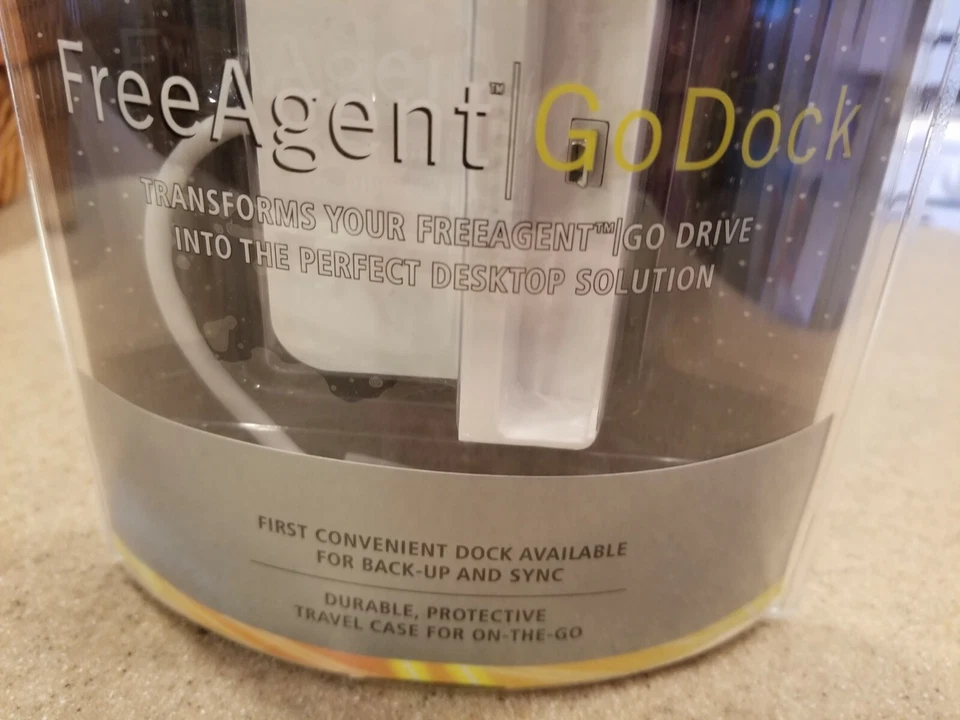 FreeAgent™|GoDock
TRANSFORMS YOUR FREEAGENT™|GO DRIVE
INTO THE PERFECT DESKTOP SOLUTION
FIRST CONVENIENT DOCK AVAILABLE
FOR BACK-UP AND SYNC
DURABLE, PROTECTIVE
TRAVEL CASE FOR ON-THE-GO